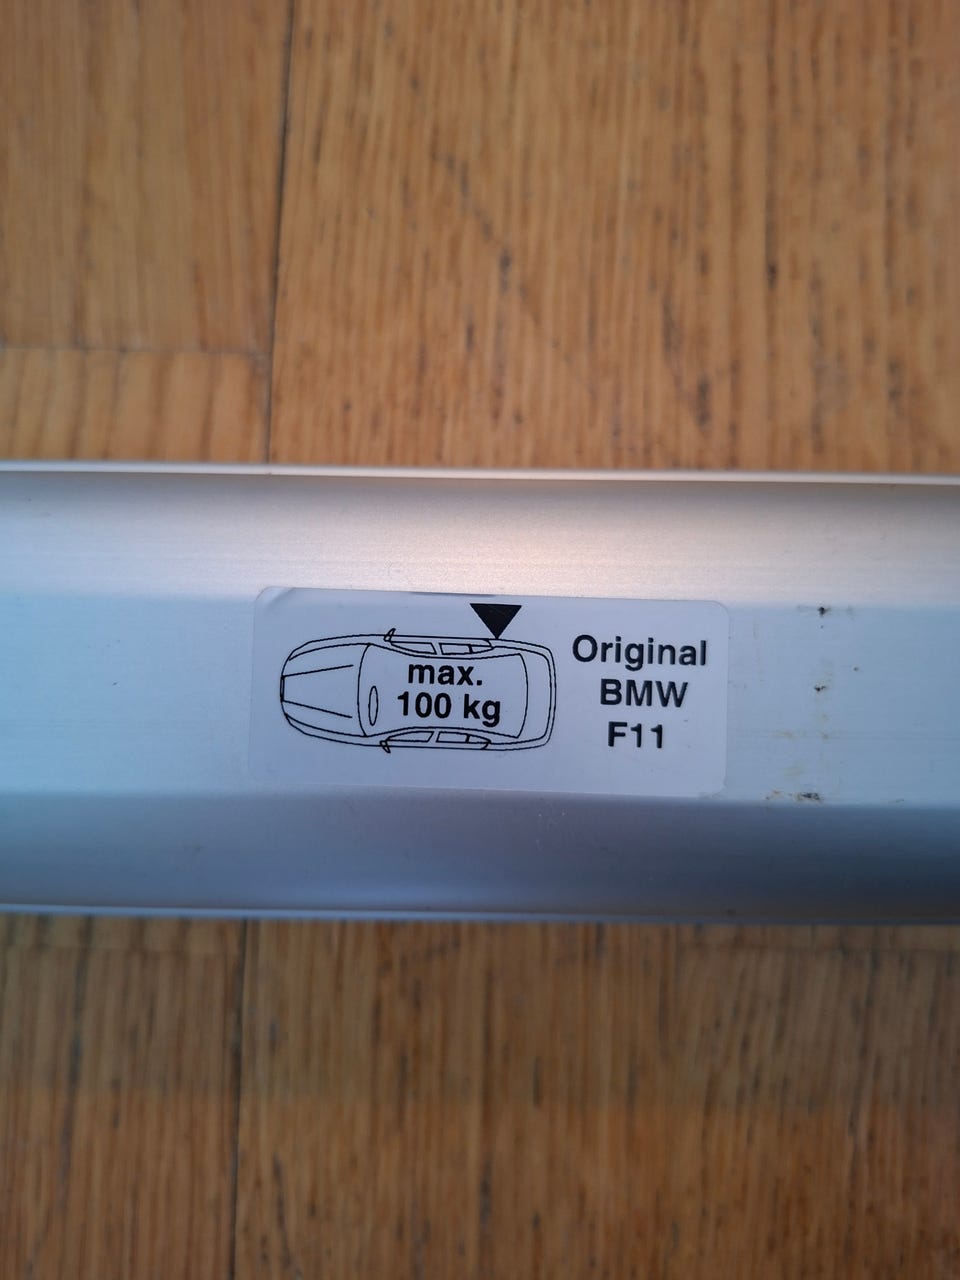 max.
100 kg
Original
BMW
F11